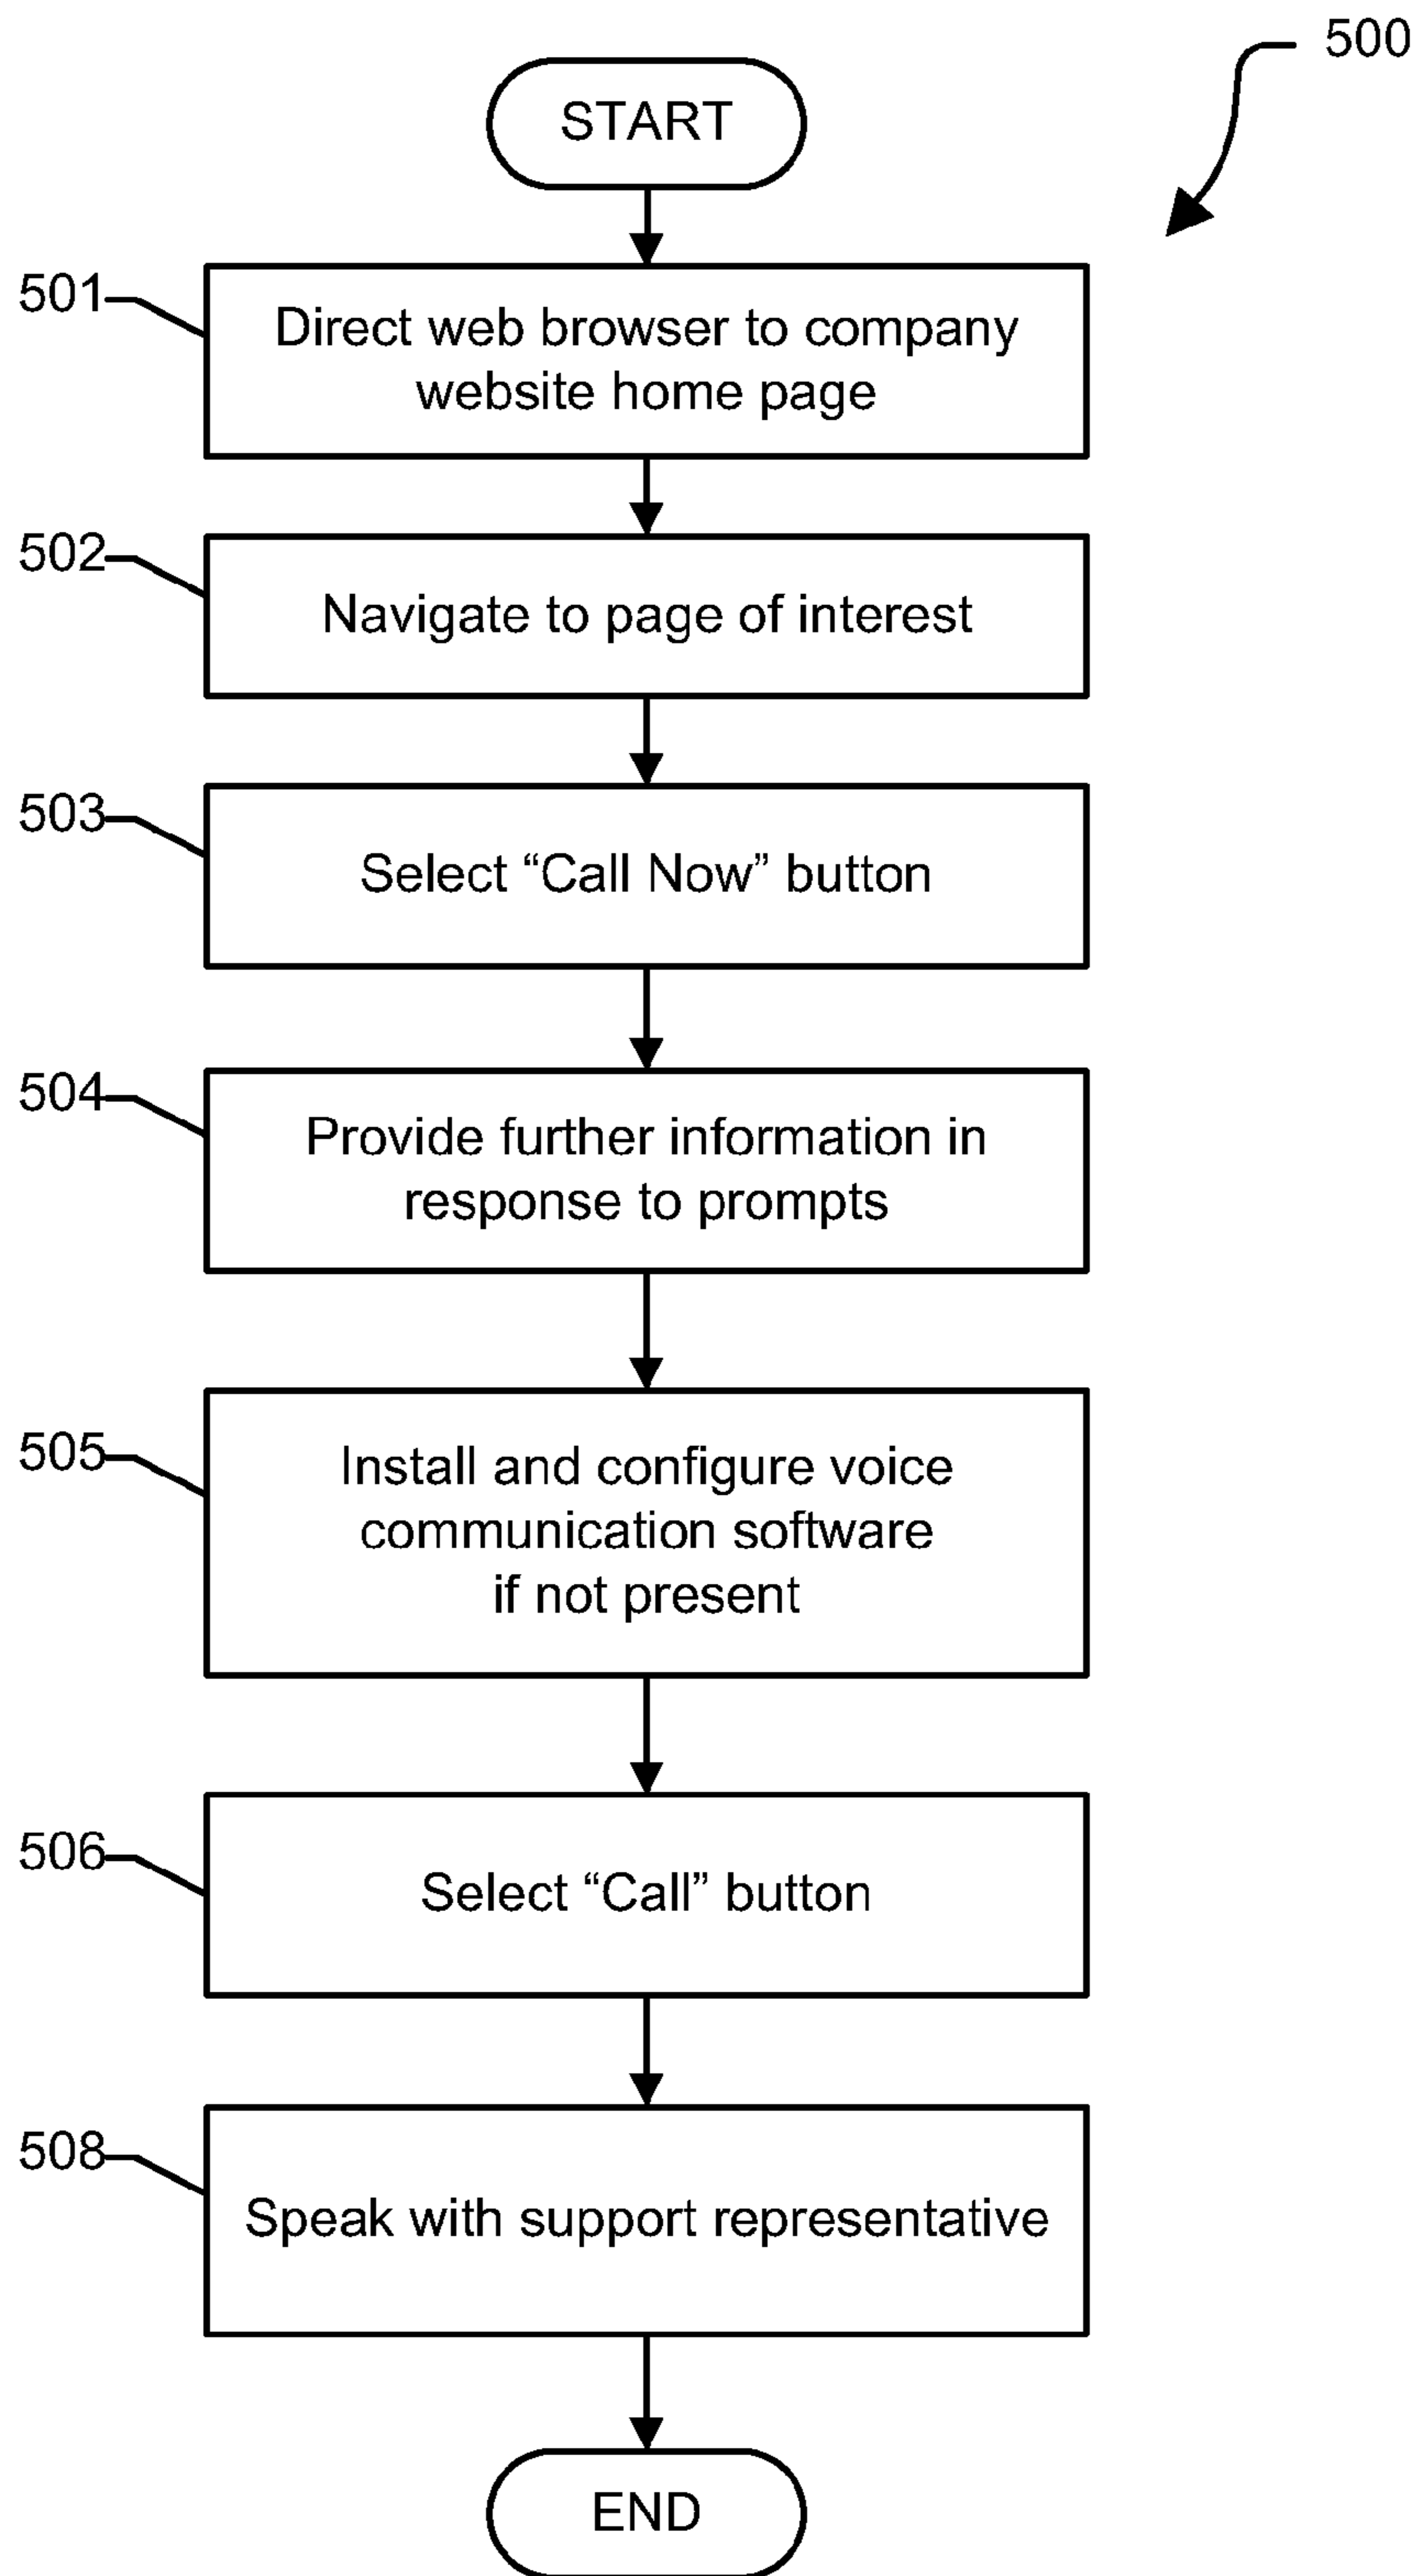 500
START
501
Direct web browser to company
website home page
502
Navigate to page of interest
503
Select “Call Now” button
504
Provide further information in
response to prompts
505
Install and configure voice
communication software
if not present
506
Select “Call” button
508
Speak with support representative
END